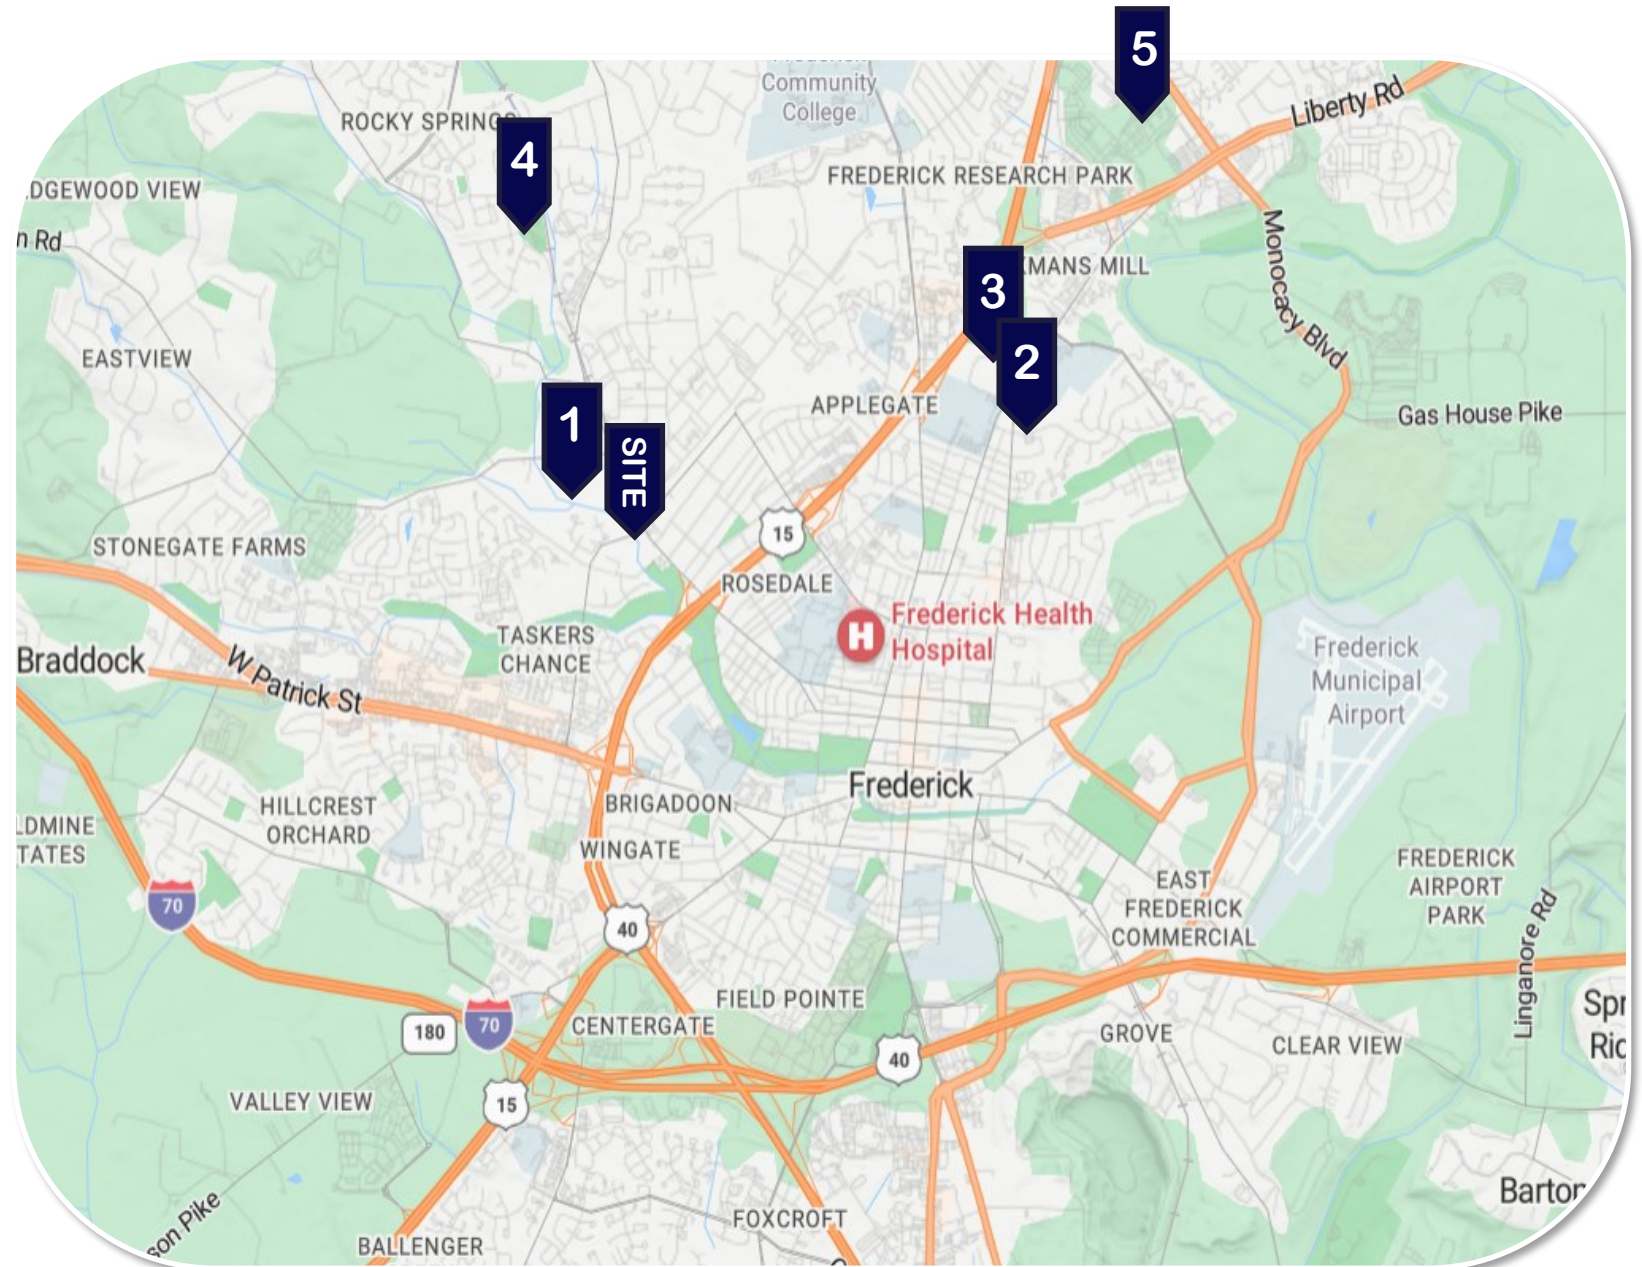 5
Community
College
Liberty Rd
ROCKY SPRINGS
4
FREDERICK RESEARCH PARK
DGEWOOD VIEW
n Rd
Monocacy Blvd
3
XMANS MILL
2
EASTVIEW
1
APPLEGATE
Gas House Pike
SITE
15
STONEGATE FARMS
ROSEDALE
Frederick Health
Hospital
TASKERS
CHANCE
Braddock
W Patrick St
Frederick
Municipal
Airport
H
Frederick
HILLCREST
ORCHARD
BRIGADOON
WINGATE
LDMINE
TATES
FREDERICK
AIRPORT
PARK
EAST
FREDERICK
COMMERCIAL
70
40
Linganore Rd
FIELD POINTE
CENTERGATE
70
180
40
GROVE
CLEAR VIEW
Spr
Ric
VALLEY VIEW
15
son Pike
FOXCROFT
BALLENGER
Barton